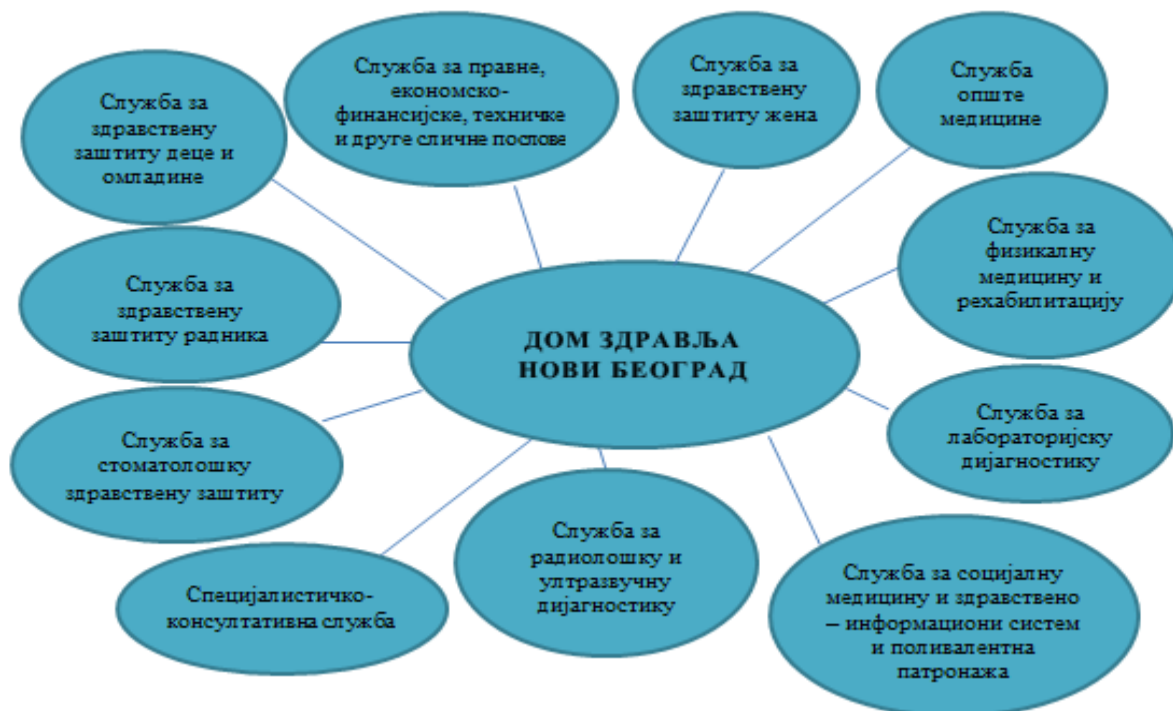 Служба за
здравствену
заштиту деце и
омладине
Служба за правне,
економско-
финансијске, техничке
и друге сличне послове
Служба за
здравствену
заштиту жена
Служба
опште
медицине
Служба за
физикалну
медицину и
рехабилитацију
Служба за
здравствену
заштиту радника
ДОМ ЗДРАВЉА
НОВИ БЕОГРАД
Служба за
лабораторијску
дијагностику
Служба за
стоматолошку
здравствену заштиту
Специјалистичко-
консултативна служба
Служба за
радиолошку и
ултразвучну
дијагностику
Служба за социјалну
медицину и здравствено
– информациони систем
и поливалентна
патронажа